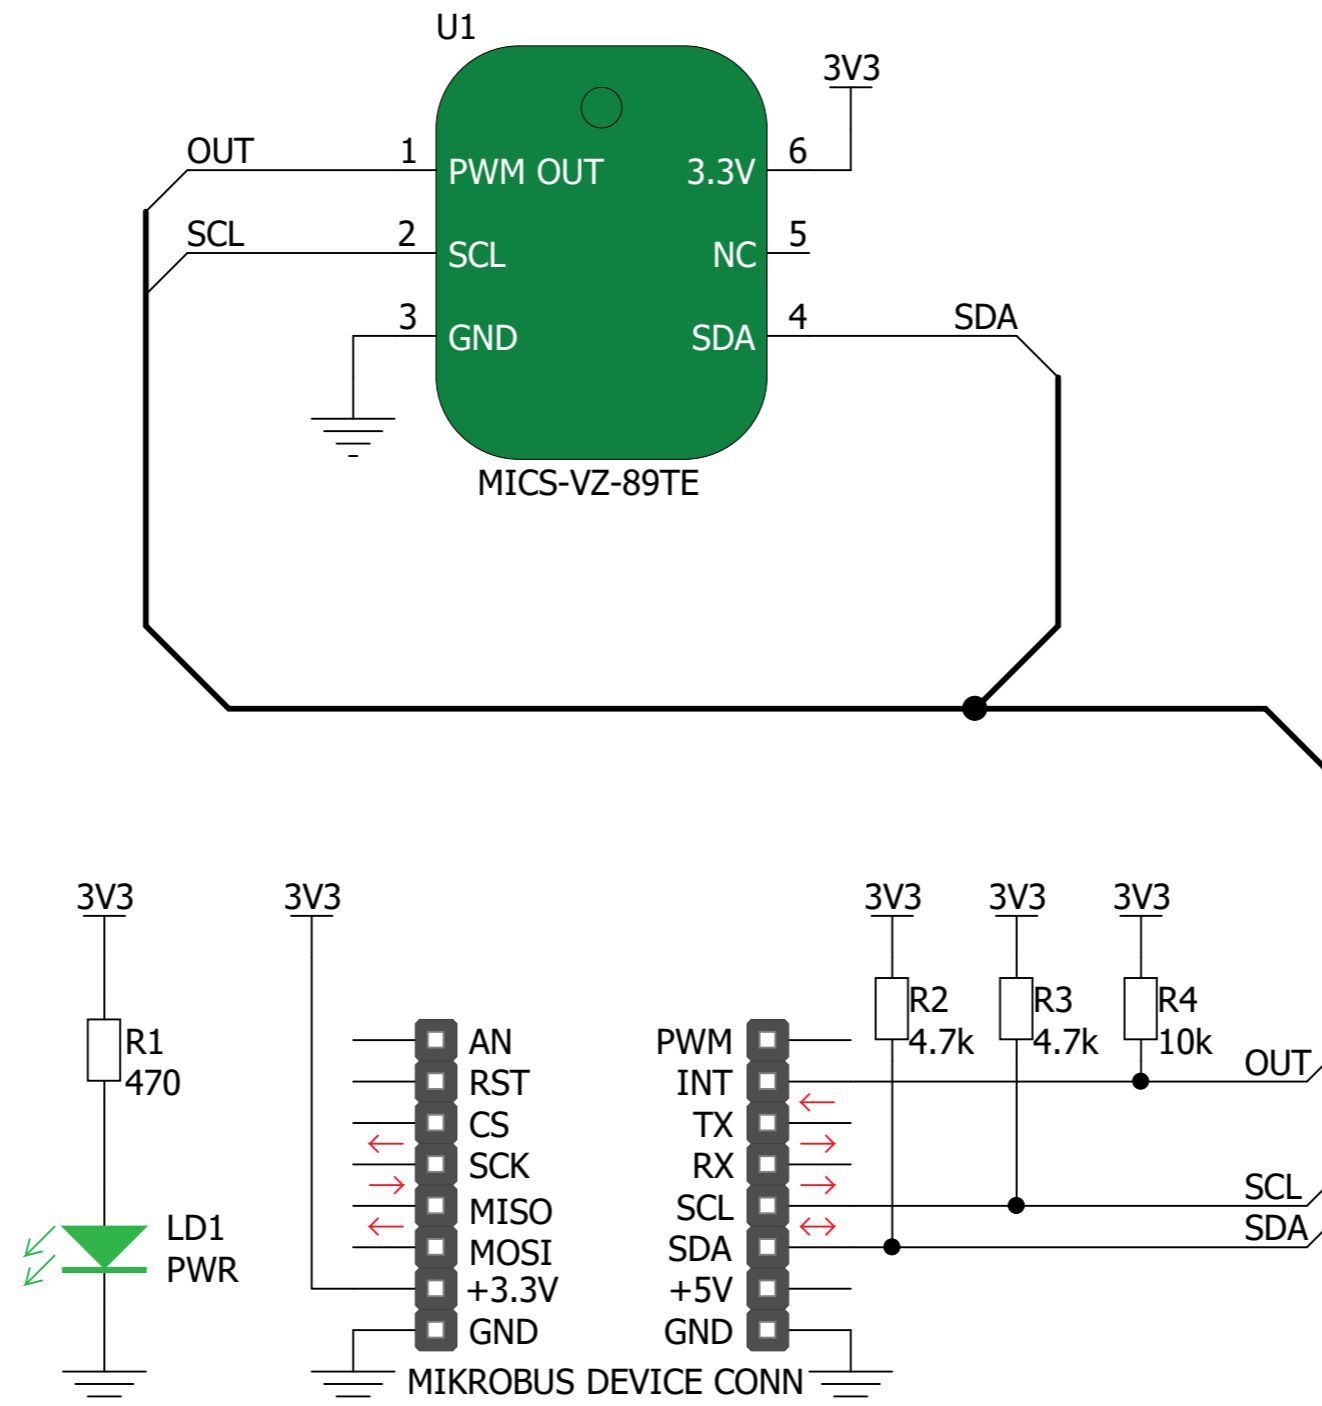 U1
3V3
OUT 1 PWM OUT 3.3V 6
SCL 2 SCL NC 5
3 GND SDA 4 SDA
MICS-VZ-89TE
3V3 3V3 3V3 3V3 3V3
R2 R3 R4
4.7k 4.7k 10k
R1 AN PWM
470 RST INT OUT
CS TX
SCK RX
MISO SCL SCL
LD1 MOSI SDA SDA
PWR +3.3V +5V
GND GND
MIKROBUS DEVICE CONN